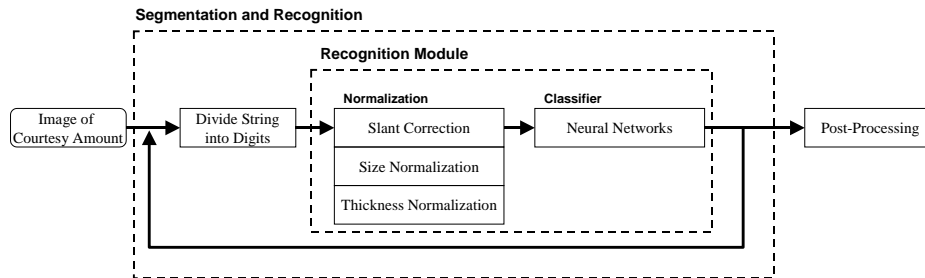 Segmentation and Recognition
Recognition Module
Normalization
Classifier
Image of
Courtesy Amount
Divide String
into Digits
Slant Correction
Size Normalization
Thickness Normalization
Neural Networks
Post-Processing